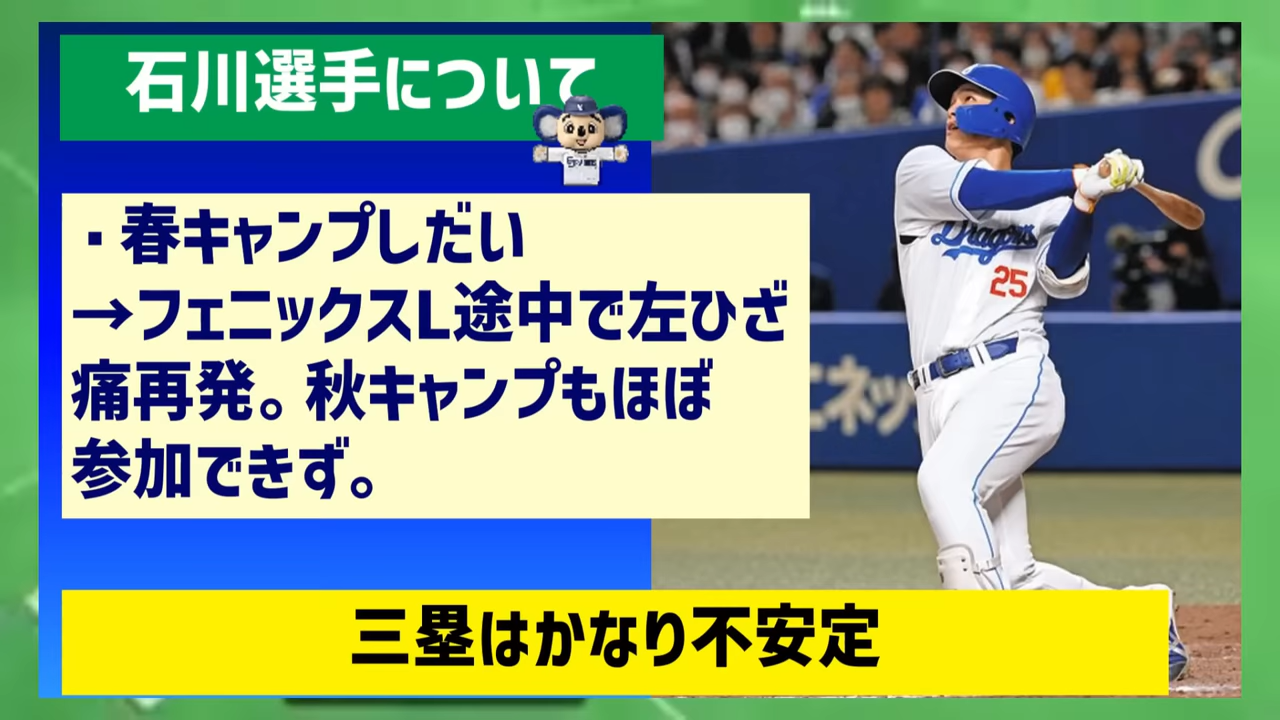 石川選手について
・春キャンプしだい
→フェニックスL途中で左ひざ
痛再発。秋キャンプもほぼ
参加できず。
Dragons
25
三塁はかなり不安定